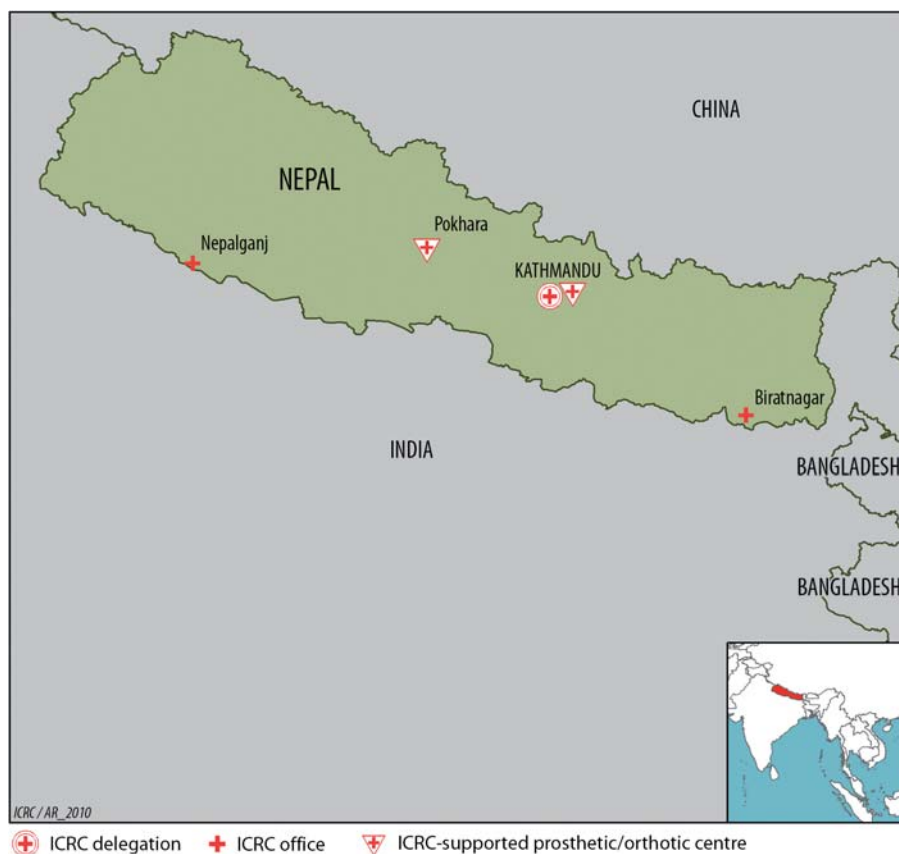 CHINA
NEPAL
Pokhara
Nepalganj
KATHMANDU
Biratnagar
INDIA
BANGLADESH
BANGLADESH
ICRC / AR_2010
ICRC delegation ICRC office ICRC-supported prosthetic/orthotic centre